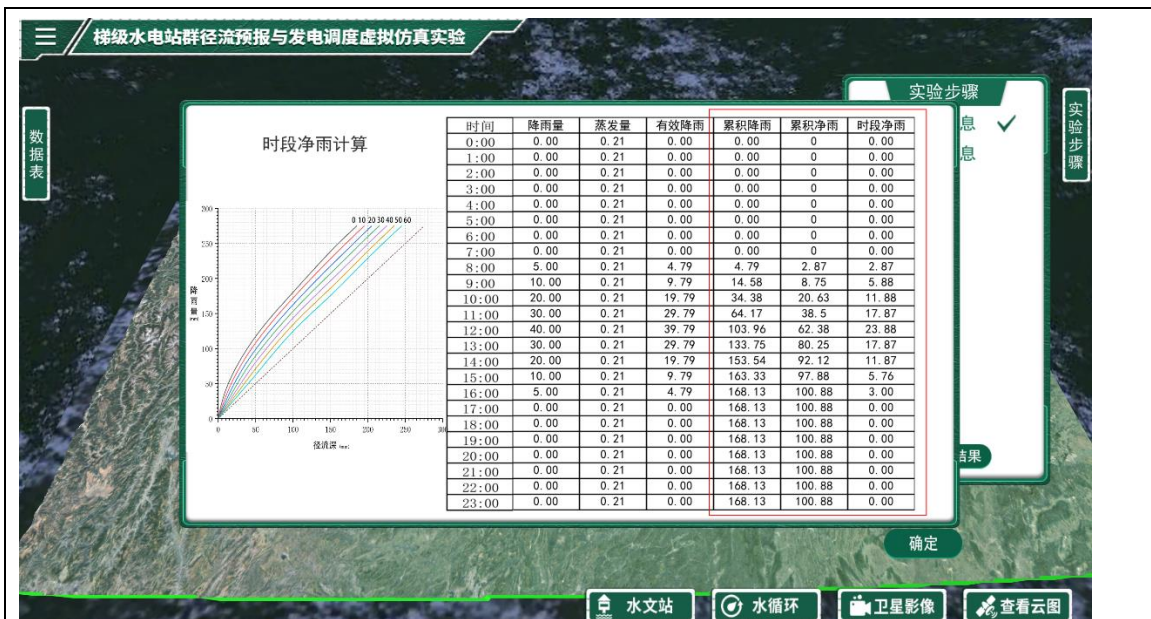 梯级水电站群径流预报与发电调度虚拟仿真实验
数据表
实验步骤
实验步骤
息
息
结果
时段净雨计算
200
250
200
150
100
50
0
降雨量 mm
0 10 20 30 40 50 60
0 50 100 150 200 250 300
径流深 (mm)
时间 降雨量 蒸发量 有效降雨 累积降雨 累积净雨 时段净雨
0:00 0.00 0.21 0.00 0.00 0 0.00
1:00 0.00 0.21 0.00 0.00 0 0.00
2:00 0.00 0.21 0.00 0.00 0 0.00
3:00 0.00 0.21 0.00 0.00 0 0.00
4:00 0.00 0.21 0.00 0.00 0 0.00
5:00 0.00 0.21 0.00 0.00 0 0.00
6:00 0.00 0.21 0.00 0.00 0 0.00
7:00 0.00 0.21 0.00 0.00 0 0.00
8:00 5.00 0.21 4.79 4.79 2.87 2.87
9:00 10.00 0.21 9.79 14.58 8.75 5.88
10:00 20.00 0.21 19.79 34.38 20.63 11.88
11:00 30.00 0.21 29.79 64.17 38.5 17.87
12:00 40.00 0.21 39.79 103.96 62.38 23.88
13:00 30.00 0.21 29.79 133.75 80.25 17.87
14:00 20.00 0.21 19.79 153.54 92.12 11.87
15:00 10.00 0.21 9.79 163.33 97.88 5.76
16:00 5.00 0.21 4.79 168.13 100.88 3.00
17:00 0.00 0.21 0.00 168.13 100.88 0.00
18:00 0.00 0.21 0.00 168.13 100.88 0.00
19:00 0.00 0.21 0.00 168.13 100.88 0.00
20:00 0.00 0.21 0.00 168.13 100.88 0.00
21:00 0.00 0.21 0.00 168.13 100.88 0.00
22:00 0.00 0.21 0.00 168.13 100.88 0.00
23:00 0.00 0.21 0.00 168.13 100.88 0.00
确定
水文站 水循环 卫星影像 查看云图